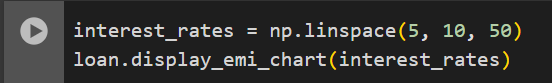 interest_rates = np.linspace(5, 10, 50)
loan.display_emi_chart(interest_rates)